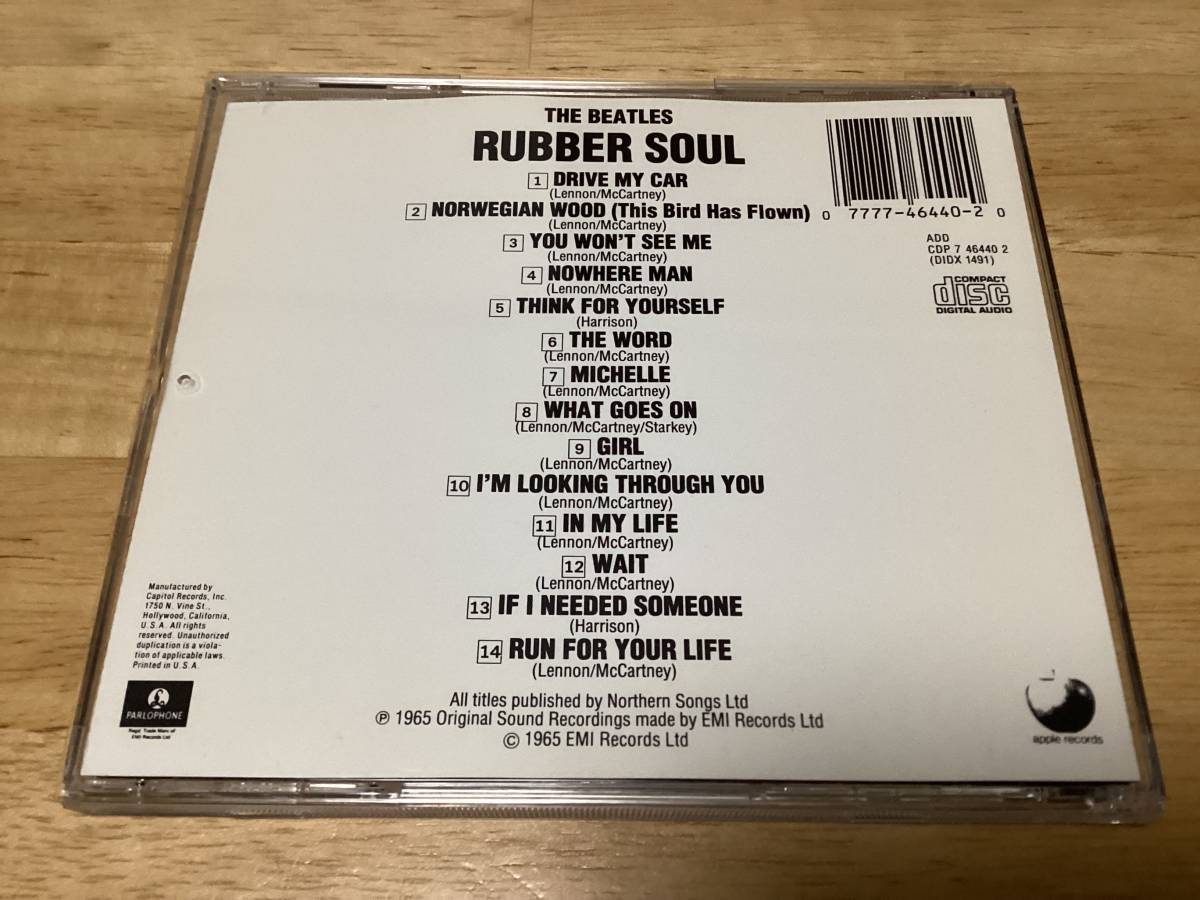 THE BEATLES
RUBBER SOUL
1 DRIVE MY CAR
(Lennon/McCartney)
2 NORWEGIAN WOOD (This Bird Has Flown)
(Lennon/McCartney)
3 YOU WON'T SEE ME
(Lennon/McCartney)
4 NOWHERE MAN
(Lennon/McCartney)
5 THINK FOR YOURSELF
(Harrison)
6 THE WORD
(Lennon/McCartney)
7 MICHELLE
(Lennon/McCartney)
8 WHAT GOES ON
(Lennon/McCartney/Starkey)
9 GIRL
(Lennon/McCartney)
10 I'M LOOKING THROUGH YOU
(Lennon/McCartney)
11 IN MY LIFE
(Lennon/McCartney)
12 WAIT
(Lennon/McCartney)
13 IF I NEEDED SOMEONE
(Harrison)
14 RUN FOR YOUR LIFE
(Lennon/McCartney)
All titles published by Northern Songs Ltd
℗ 1965 Original Sound Recordings made by EMI Records Ltd
© 1965 EMI Records Ltd
0 7777-46440-2 0
ADD
CDP 7 46440 2
(DIDX 1491)
COMPACT
disc
DIGITAL AUDIO
Manufactured by
Capitol Records, Inc.
1750 N. Vine St.,
Hollywood, California,
U.S.A. All rights
reserved. Unauthorized
duplication is a viola-
tion of applicable laws.
Printed in U.S.A.
PARLOPHONE
Regd. Trade Mark of
EMI Records Ltd
apple records